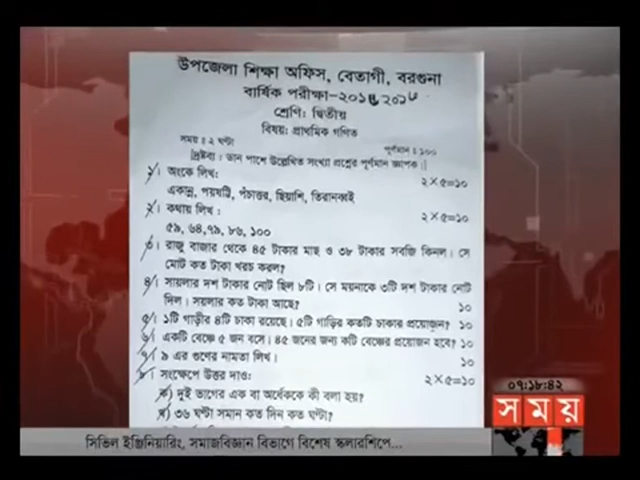 উপজেলা শিক্ষা অফিস, বেতাগী, বরগুনা
বার্ষিক পরীক্ষা-২০১
শ্রেণি: দ্বিতীয়
বিষয়: প্রাথমিক গণিত
সময় ঃ ২ ঘণ্টা পূর্ণমান ঃ ১০০
[দ্রষ্টব্য : ডান পাশে উল্লেখিত সংখ্যা প্রশ্নের পূর্ণমান জ্ঞাপক।]
১। অংকে লিখ: ২×৫=১০
একান্ন, পয়ষট্টি, পঁচাত্তর, ছিয়াশি, তিরানব্বই
২। কথায় লিখ : ২×৫=১০
৫৯, ৬৪,৭৯, ৮৬, ১০০
৩। রাজু বাজার থেকে ৪৫ টাকার মাছ ও ৩৮ টাকার সবজি কিনল। সে
মোট কত টাকা খরচ করল?
৪। সায়লার দশ টাকার নোট ছিল ৮টি। সে ময়নাকে ৩টি দশ টাকার নোট
দিল। সয়লার কত টাকা আছে? ১০
৫। ১টি গাড়ীর ৪টি চাকা রয়েছে। ৫টি গাড়ির কতটি চাকার প্রয়োজন? ১০
৬। একটি বেঞ্চে ৫ জন বসে। ৪৫ জনের জন্য কটি বেঞ্চের প্রয়োজন হবে? ১০
৭। ৯ এর গুণের নামতা লিখ। ১০
৮। সংক্ষেপে উত্তর দাও: ২×৫=১০
ক) দুই ভাগের এক বা অর্ধেককে কী বলা হয়?
খ) ৩৬ ঘণ্টা সমান কত দিন কত ঘণ্টা?
০৭:১৮:৪২
সময়
সিভিল ইঞ্জিনিয়ারিং, সমাজবিজ্ঞান বিভাগে বিশেষ স্কলারশিপে...